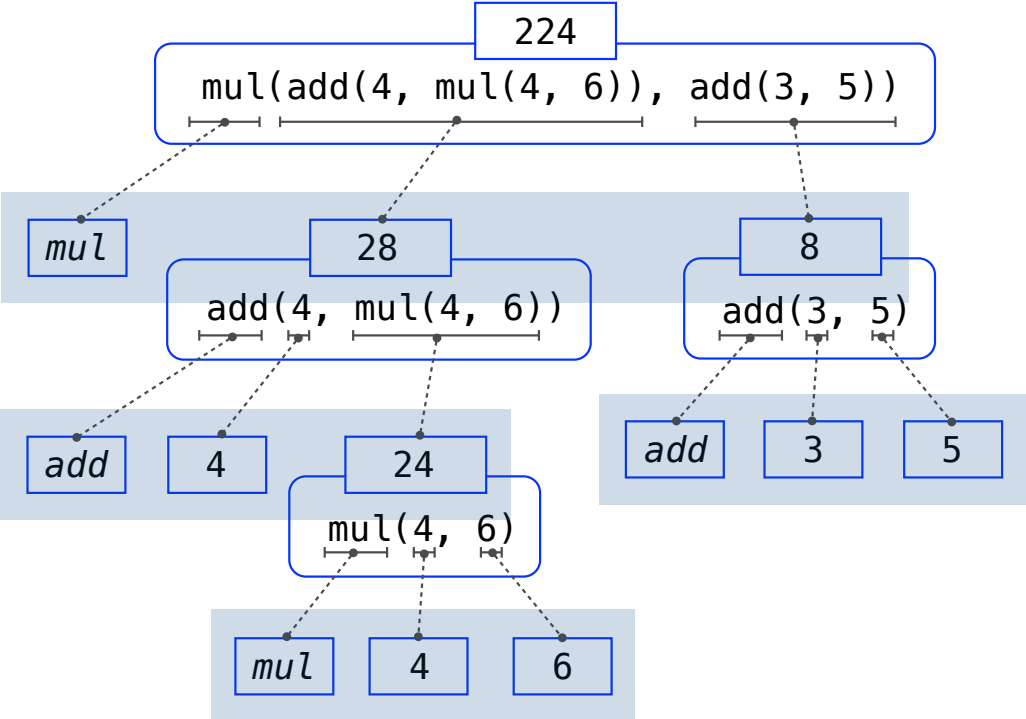 224
mul(add(4, mul(4, 6)), add(3, 5))
mul
28
8
add(4, mul(4, 6))
add(3, 5)
add
4
24
add
3
5
mul(4, 6)
mul
4
6